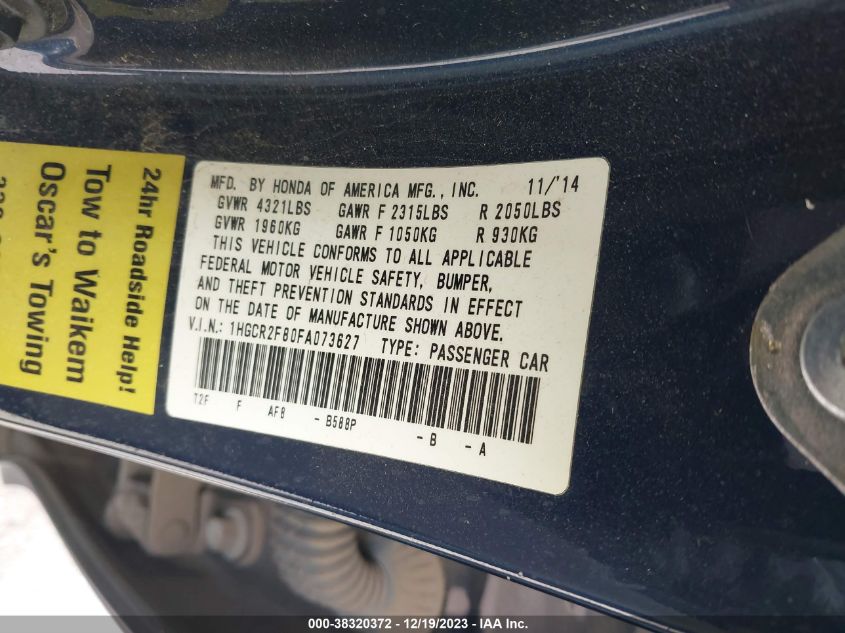 MFD. BY HONDA OF AMERICA MFG., INC. 11/'14
GVWR 4321LBS GAWR F 2315LBS R 2050LBS
GVWR 1960KG GAWR F 1050KG R 930KG
THIS VEHICLE CONFORMS TO ALL APPLICABLE
FEDERAL MOTOR VEHICLE SAFETY, BUMPER,
AND THEFT PREVENTION STANDARDS IN EFFECT
ON THE DATE OF MANUFACTURE SHOWN ABOVE.
V.I.N.: 1HGCR2F80FA073627 TYPE: PASSENGER CAR
T2F F AF8 - B588P - B - A
24hr Roadside Help!
Tow to Waikem
Oscar's Towing
000-38320372 - 12/19/2023 - IAA Inc.